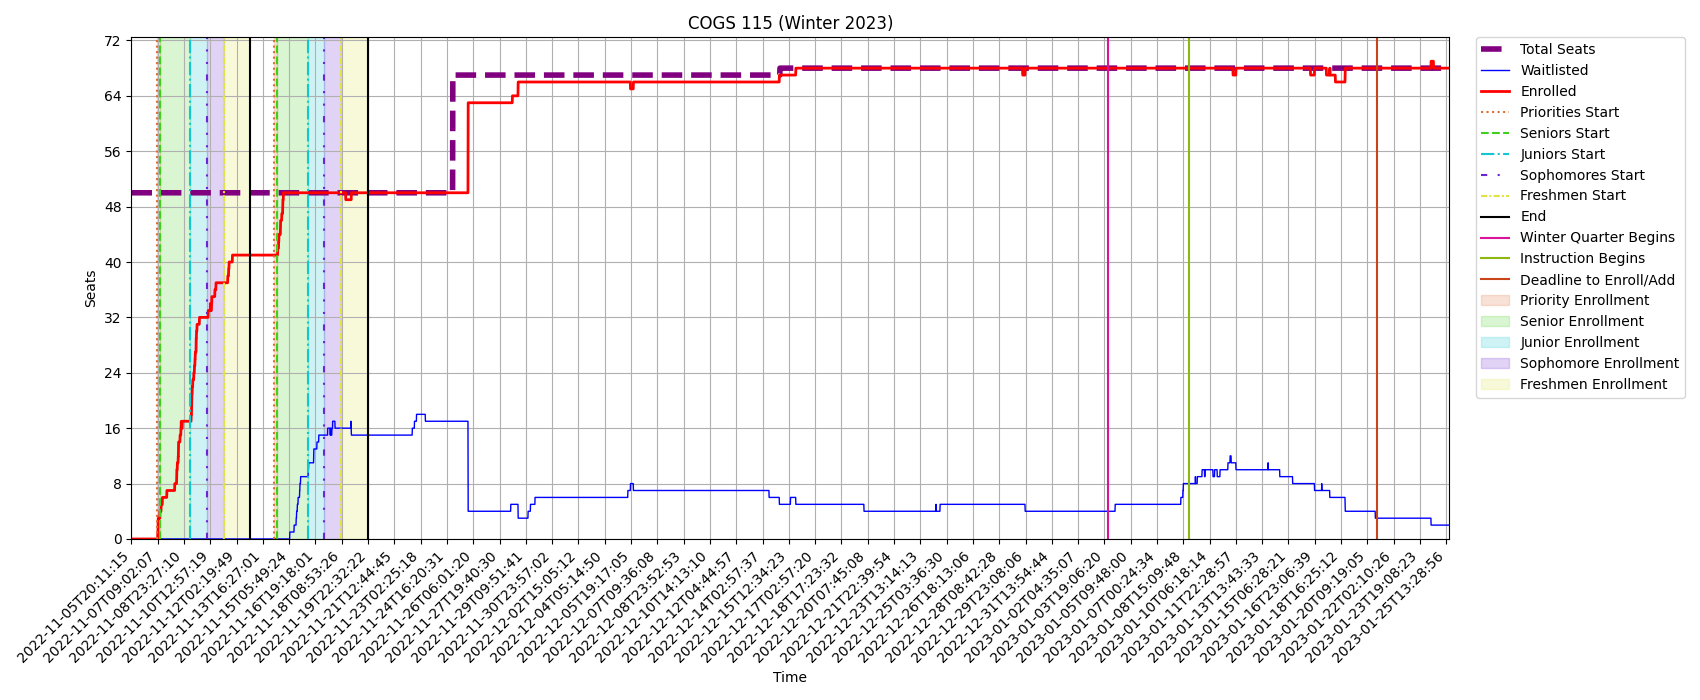 COGS 115 (Winter 2023)
Seats
72
64
56
48
40
32
24
16
8
0
2022-11-05T20:11:15
2022-11-07T09:02:07
2022-11-08T23:27:10
2022-11-10T12:57:19
2022-11-12T02:19:49
2022-11-13T16:27:01
2022-11-15T05:49:24
2022-11-16T19:18:01
2022-11-18T08:53:26
2022-11-19T22:32:22
2022-11-21T12:44:45
2022-11-23T02:25:18
2022-11-24T16:20:31
2022-11-26T06:01:20
2022-11-27T19:40:30
2022-11-29T09:51:41
2022-11-30T23:57:02
2022-12-02T15:05:12
2022-12-04T05:14:50
2022-12-05T19:17:05
2022-12-07T09:36:08
2022-12-08T23:52:53
2022-12-10T14:13:10
2022-12-12T04:44:57
2022-12-14T02:57:37
2022-12-15T12:34:23
2022-12-17T02:57:20
2022-12-18T17:23:32
2022-12-20T07:45:08
2022-12-21T22:39:54
2022-12-23T13:14:13
2022-12-25T03:36:30
2022-12-26T18:13:06
2022-12-28T08:42:28
2022-12-29T23:08:06
2022-12-31T13:54:44
2023-01-02T04:35:07
2023-01-03T19:06:20
2023-01-05T09:48:00
2023-01-07T00:24:34
2023-01-08T15:09:48
2023-01-10T06:18:14
2023-01-11T22:28:57
2023-01-13T13:43:33
2023-01-15T06:28:21
2023-01-16T23:06:39
2023-01-18T16:25:12
2023-01-20T09:19:05
2023-01-22T02:10:26
2023-01-23T19:08:23
2023-01-25T13:28:56
Time
Total Seats
Waitlisted
Enrolled
Priorities Start
Seniors Start
Juniors Start
Sophomores Start
Freshmen Start
End
Winter Quarter Begins
Instruction Begins
Deadline to Enroll/Add
Priority Enrollment
Senior Enrollment
Junior Enrollment
Sophomore Enrollment
Freshmen Enrollment